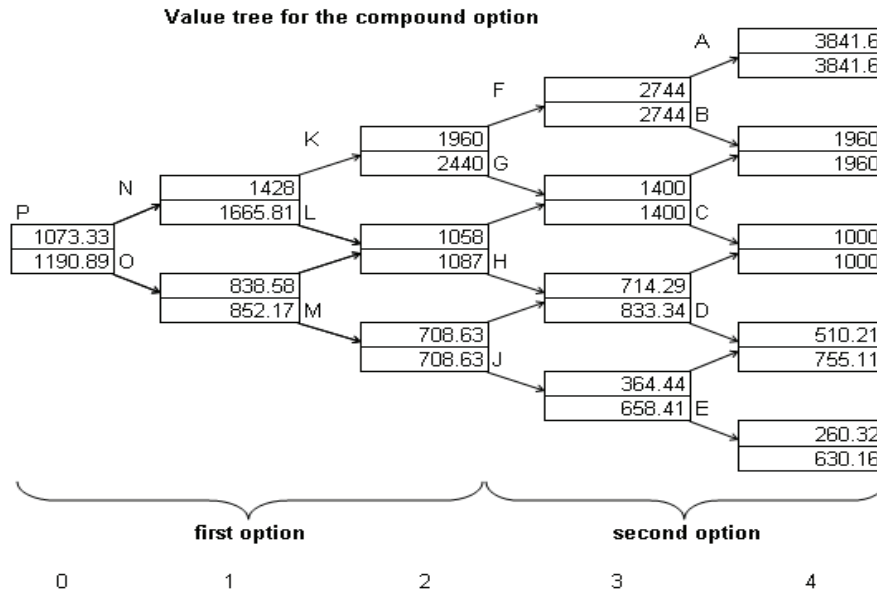 Value tree for the compound option
A
3841.6
3841.6
F
2744
2744
B
K
1960
2440
G
1960
1960
N
1428
1665.81
L
1400
1400
C
P
1073.33
1190.89
O
1058
1087
H
1000
1000
838.58
852.17
M
714.29
833.34
D
708.63
708.63
J
510.21
755.11
364.44
658.41
E
260.32
630.16
first option
second option
0 1 2 3 4